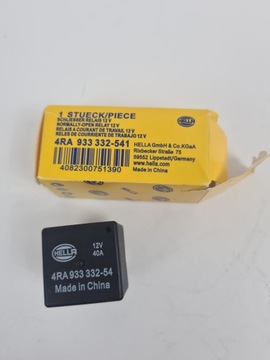 1 STUECK/PIECE
SCHLIESSER RELAIS 12 V
NORMALLY-OPEN RELAY 12 V
RELAIS A COURANT DE TRAVAIL 12 V
RELES DE CORRIENTE DE TRABAJO 12 V
4RA 933 332-541
HELLA GmbH & Co.KGaA
Rixbecker Straße 75
59552 Lippstadt/Germany
www.hella.com
Made in China
4082300751390
HELLA
HELLA
12V
40A
4RA 933 332-54
Made in China